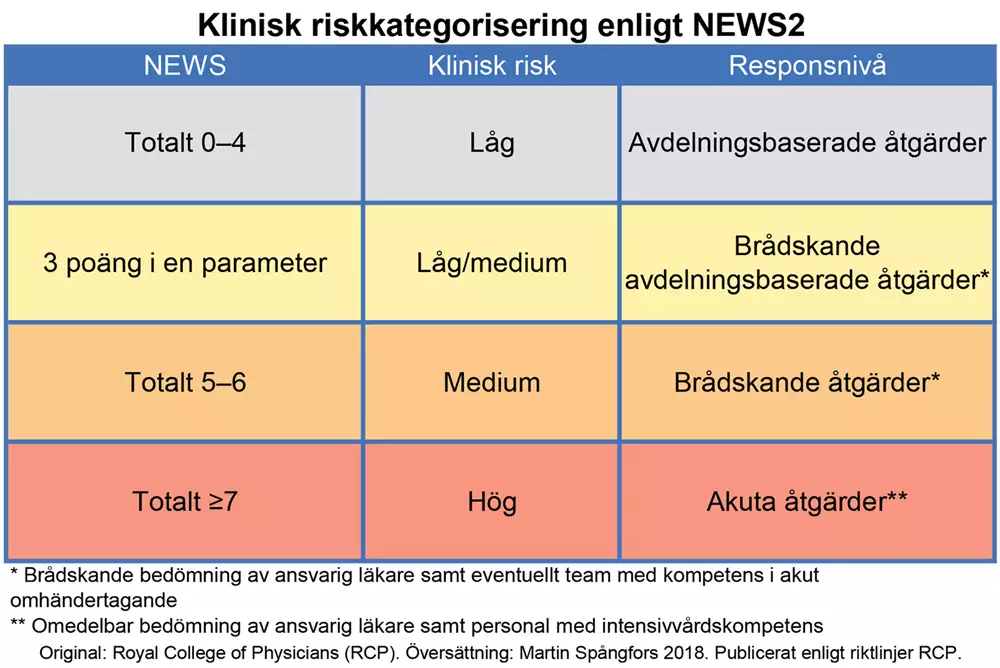 Klinisk riskkategorisering enligt NEWS2
NEWS Klinisk risk Responsnivå
Totalt 0–4 Låg Avdelningsbaserade åtgärder
3 poäng i en parameter Låg/medium Brådskande
avdelningsbaserade åtgärder*
Totalt 5–6 Medium Brådskande åtgärder*
Totalt ≥7 Hög Akuta åtgärder**
* Brådskande bedömning av ansvarig läkare samt eventuellt team med kompetens i akut
omhändertagande
** Omedelbar bedömning av ansvarig läkare samt personal med intensivvårdskompetens
Original: Royal College of Physicians (RCP). Översättning: Martin Spångfors 2018. Publicerat enligt riktlinjer RCP.